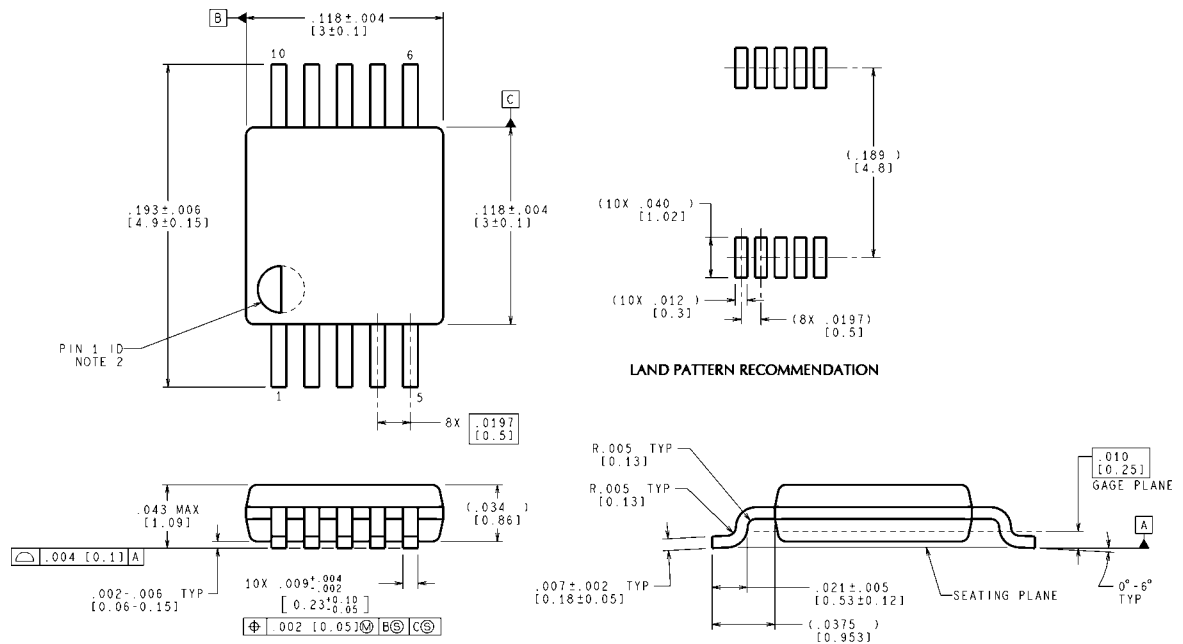 B
.118±.004
[3±0.1]
10
6
C
.193±.006
[4.9±0.15]
.118±.004
[3±0.1]
PIN 1 ID
NOTE 2
1
5
8X .0197
[0.5]
(.189 )
[4.8]
(10X .040 )
[1.02]
(10X .012 )
[0.3]
(8X .0197)
[0.5]
LAND PATTERN RECOMMENDATION
.043 MAX
[1.09]
(.034 )
[0.86]
⌓ .004 [0.1] A
.002-.006 TYP
[0.06-0.15]
10X .009+.004
-.002
[ 0.23+0.10
-0.05 ]
⌖ .002 [0.05]Ⓜ BⓈ CⓈ
R.005 TYP
[0.13]
R.005 TYP
[0.13]
.010
[0.25]
GAGE PLANE
A
.007±.002 TYP
[0.18±0.05]
.021±.005
[0.53±0.12]
SEATING PLANE
0°-6°
TYP
(.0375 )
[0.953]